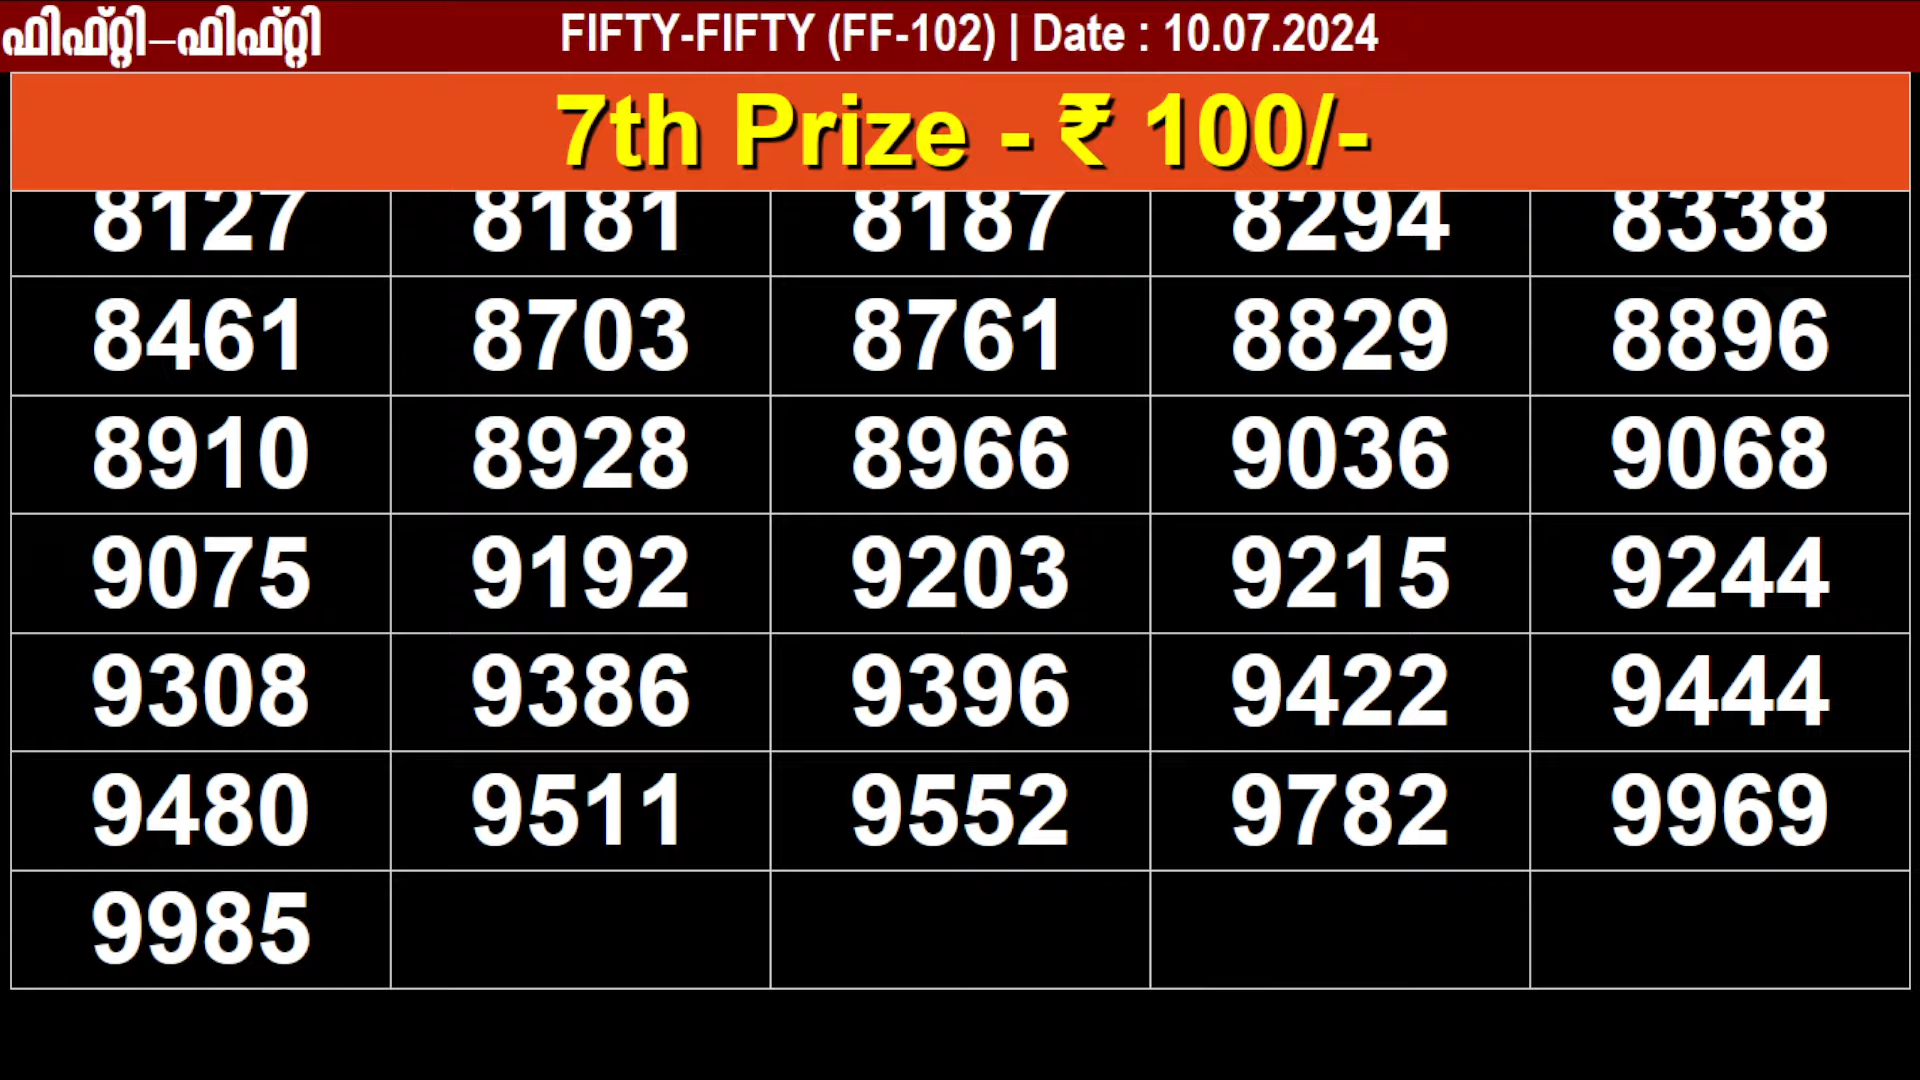 ഫിഫ്റ്റി-ഫിഫ്റ്റി FIFTY-FIFTY (FF-102) | Date : 10.07.2024
7th Prize - ₹ 100/-
8127 8181 8187 8294 8338
8461 8703 8761 8829 8896
8910 8928 8966 9036 9068
9075 9192 9203 9215 9244
9308 9386 9396 9422 9444
9480 9511 9552 9782 9969
9985